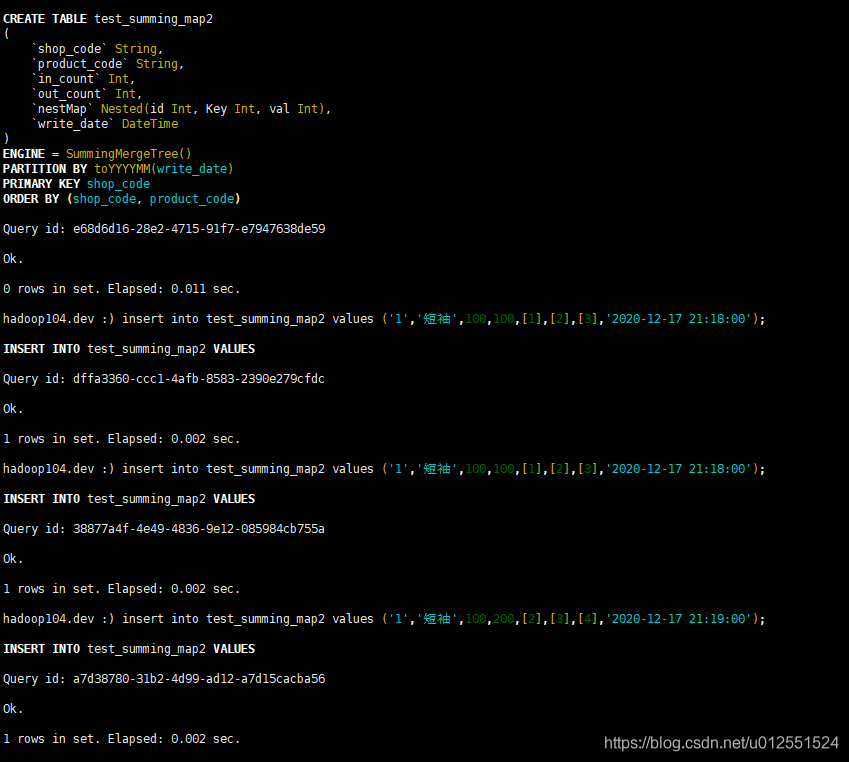 CREATE TABLE test_summing_map2
(
    `shop_code` String,
    `product_code` String,
    `in_count` Int,
    `out_count` Int,
    `nestMap` Nested(id Int, Key Int, val Int),
    `write_date` DateTime
)
ENGINE = SummingMergeTree()
PARTITION BY toYYYYMM(write_date)
PRIMARY KEY shop_code
ORDER BY (shop_code, product_code)
Query id: e68d6d16-28e2-4715-91f7-e7947638de59
Ok.
0 rows in set. Elapsed: 0.011 sec.
hadoop104.dev :) insert into test_summing_map2 values ('1','短袖',100,100,[1],[2],[3],'2020-12-17 21:18:00');
INSERT INTO test_summing_map2 VALUES
Query id: dffa3360-ccc1-4afb-8583-2390e279cfdc
Ok.
1 rows in set. Elapsed: 0.002 sec.
hadoop104.dev :) insert into test_summing_map2 values ('1','短袖',100,100,[1],[2],[3],'2020-12-17 21:18:00');
INSERT INTO test_summing_map2 VALUES
Query id: 38877a4f-4e49-4836-9e12-085984cb755a
Ok.
1 rows in set. Elapsed: 0.002 sec.
hadoop104.dev :) insert into test_summing_map2 values ('1','短袖',100,200,[2],[3],[4],'2020-12-17 21:19:00');
INSERT INTO test_summing_map2 VALUES
Query id: a7d38780-31b2-4d99-ad12-a7d15cacba56
Ok.
1 rows in set. Elapsed: 0.002 sec.
https://blog.csdn.net/u012551524